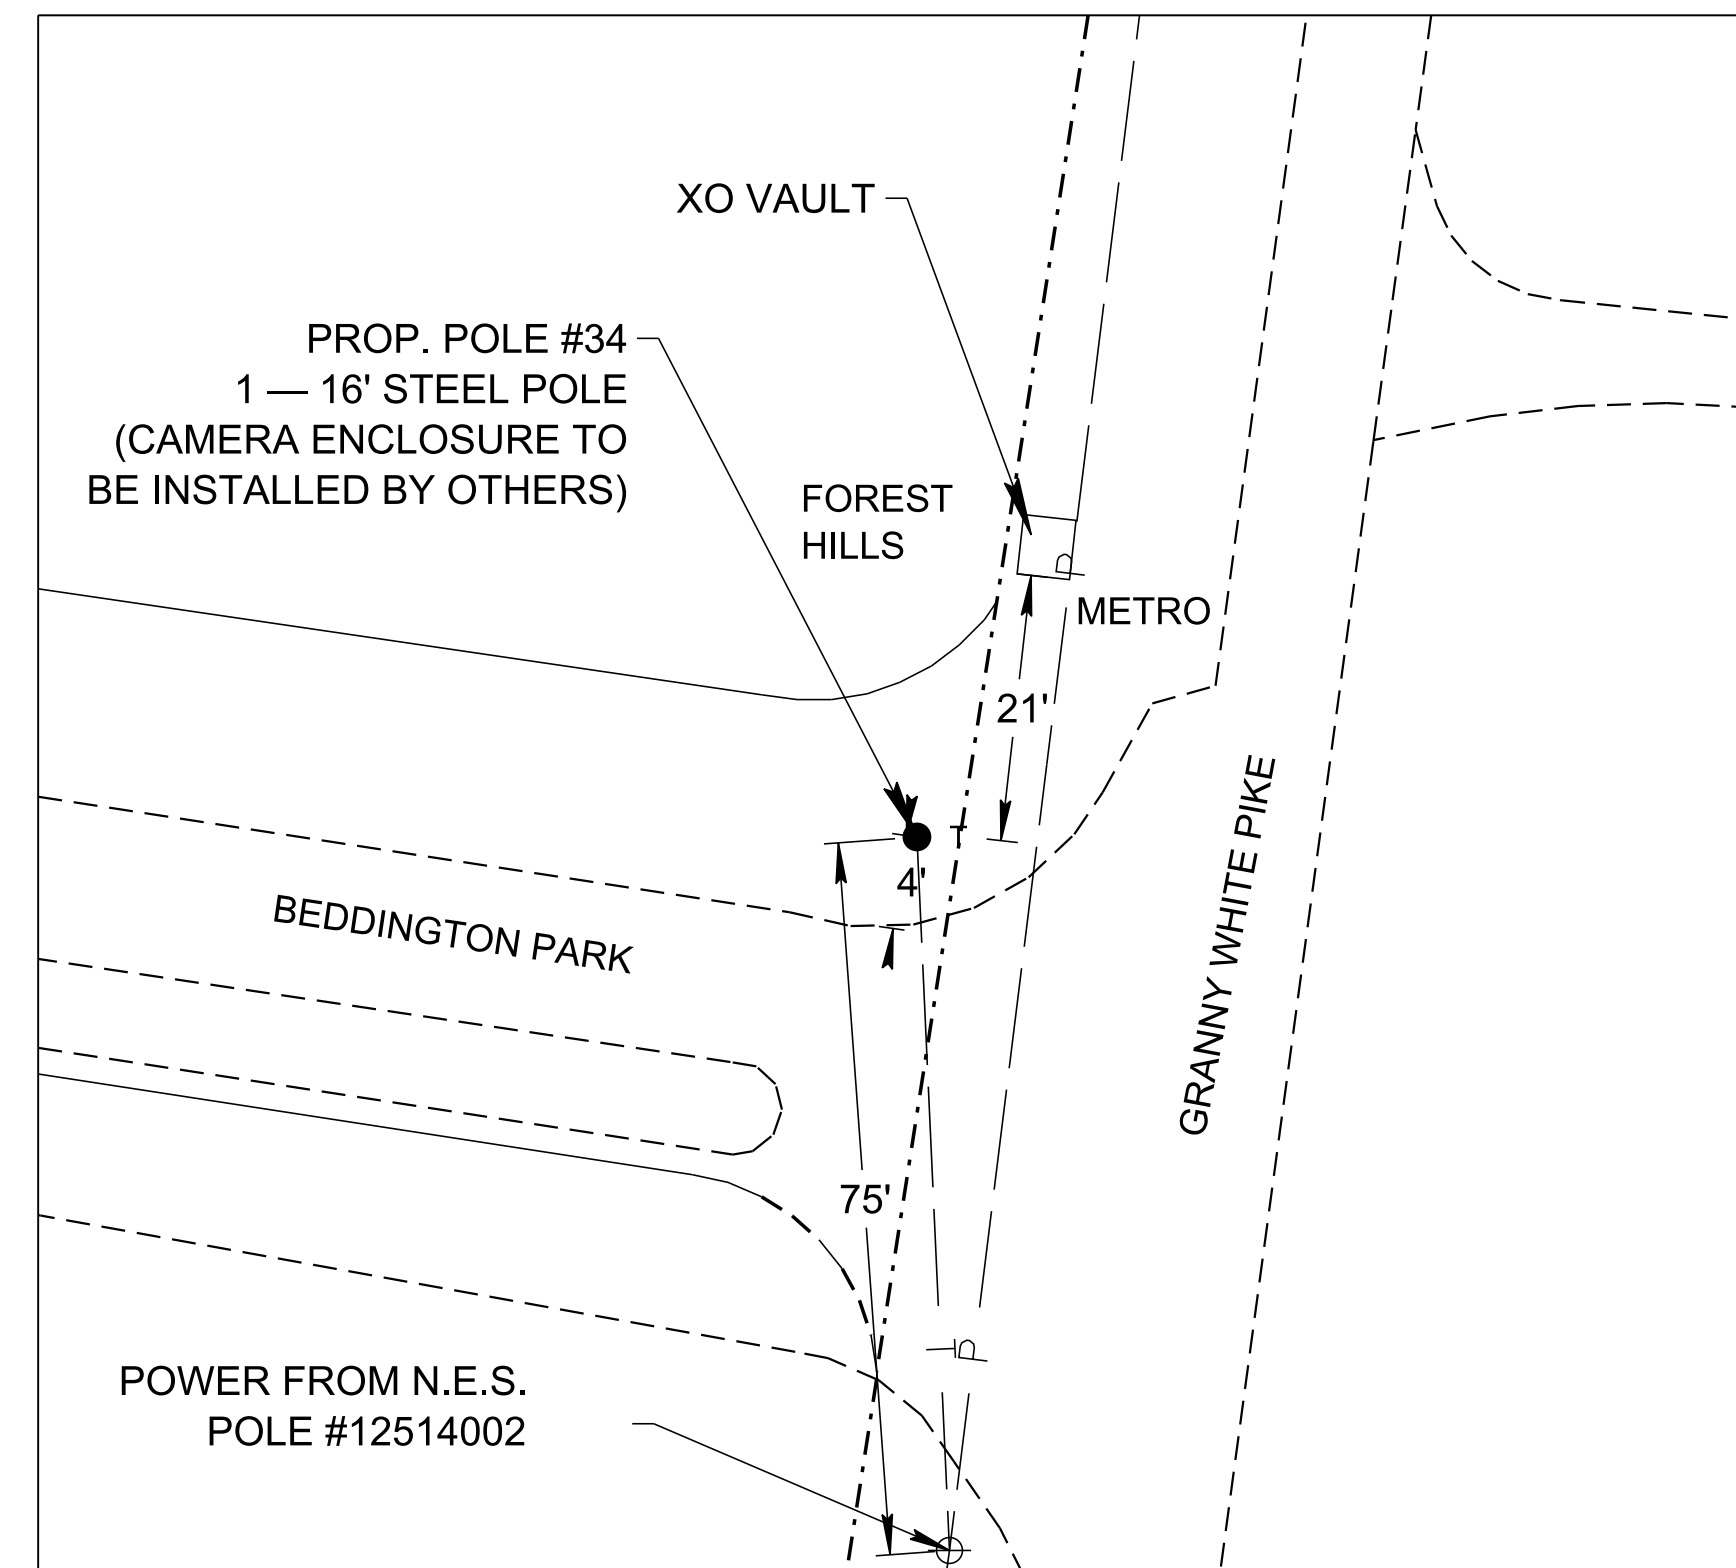 XO VAULT
PROP. POLE #34
1 — 16' STEEL POLE
(CAMERA ENCLOSURE TO
BE INSTALLED BY OTHERS)
FOREST
HILLS
P
METRO
21'
T
4'
BEDDINGTON PARK
GRANNY WHITE PIKE
75'
T
P
POWER FROM N.E.S.
POLE #12514002